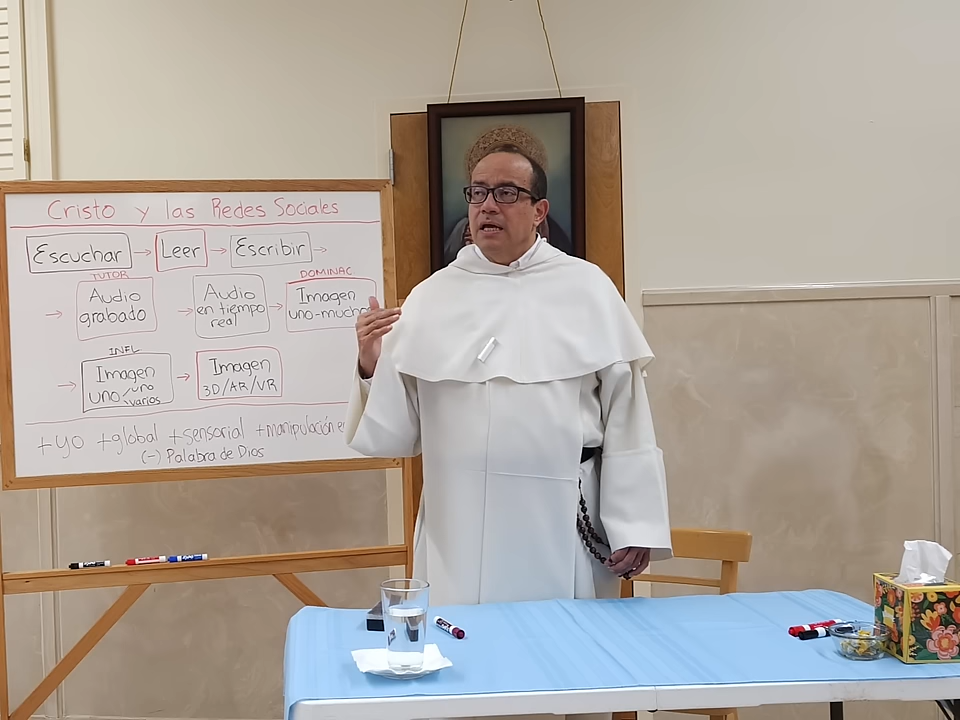 Cristo y las Redes Sociales
Escuchar → Leer → Escribir →
TUTOR
DOMINAC
→ Audio grabado → Audio en tiempo real → Imagen uno-mucho
INFL
→ Imagen uno uno varios → Imagen 3D/AR/VR
+yo +global +sensorial +manipulación
(-) Palabra de Dios